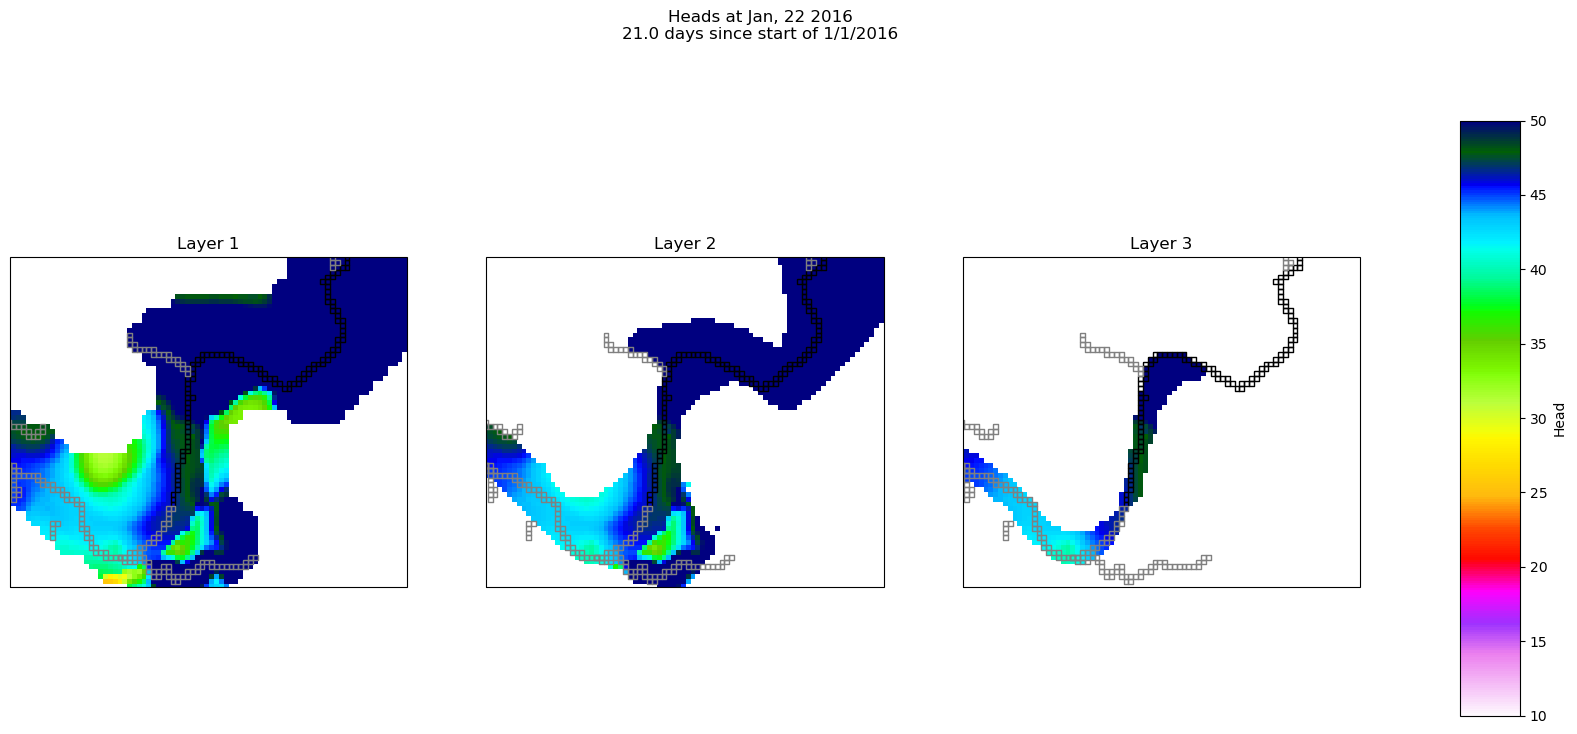 Heads at Jan, 22 2016
21.0 days since start of 1/1/2016
Layer 1
Layer 2
Layer 3
50
45
40
35
30
25
20
15
10
Head